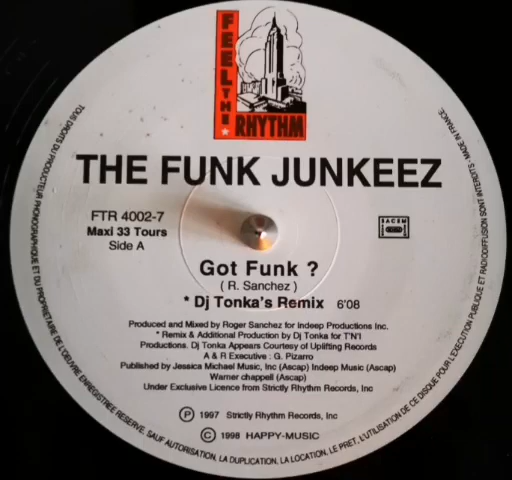 FEEL THE
RHYTHM
THE FUNK JUNKEEZ
FTR 4002-7
Maxi 33 Tours
Side A
SACEM
Got Funk ?
( R. Sanchez )
* Dj Tonka's Remix 6'08
Produced and Mixed by Roger Sanchez for Indeep Productions Inc.
* Remix & Additional Production by Dj Tonka for T'N'I
Productions. Dj Tonka Appears Courtesy of Uplifting Records
A & R Executive : G. Pizarro
Published by Jessica Michael Music, Inc (Ascap) Indeep Music (Ascap)
Warner chappell (Ascap)
Under Exclusive Licence from Strictly Rhythm Records, Inc
Ⓟ 1997 Strictly Rhythm Records, Inc
© 1998 HAPPY-MUSIC
TOUS DROITS DU PRODUCTEUR PHONOGRAPHIQUE ET DU PROPRIETAIRE DE L'OEUVRE ENREGISTREE RESERVE. SAUF AUTORISATION, LA DUPLICATION, LA LOCATION, LE PRET, L'UTILISATION DE CE DISQUE POUR L'EXECUTION PUBLIQUE ET RADIODIFFUSION SONT INTERDITS - MADE IN FRANCE.